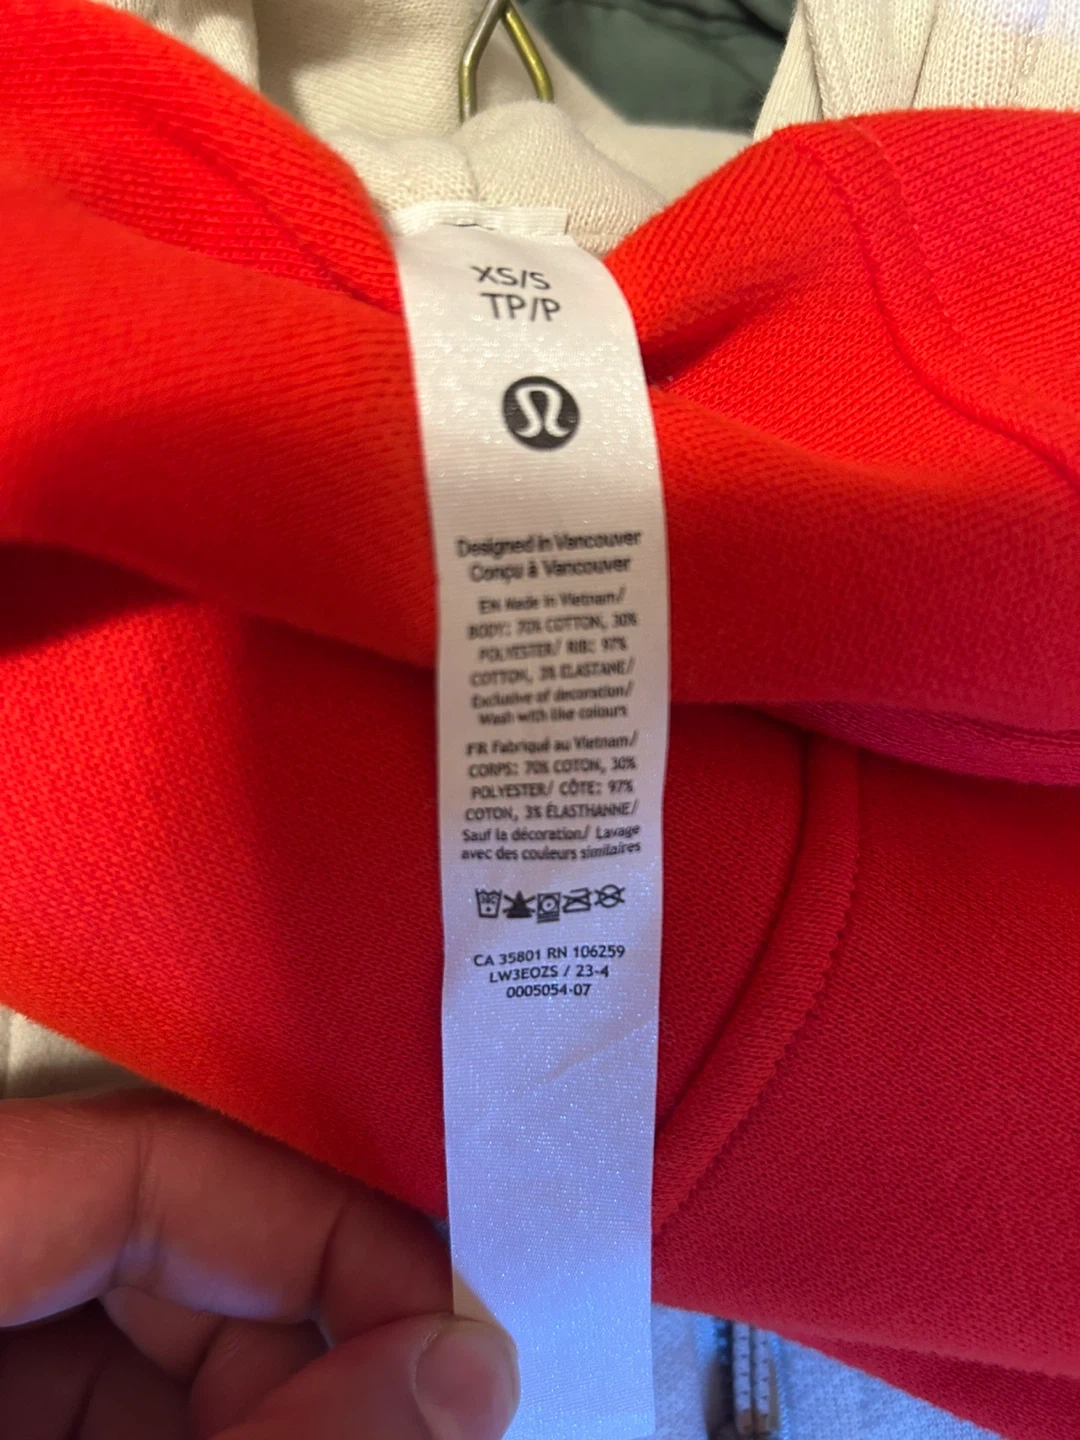 XS/S
TP/P
Designed in Vancouver
Conçu à Vancouver
EN Made in Vietnam/
BODY: 70% COTTON, 30%
POLYESTER/ RIB: 97%
COTTON, 3% ELASTANE/
Exclusive of decoration/
Wash with like colours
FR Fabriqué au Vietnam/
CORPS: 70% COTON, 30%
POLYESTER/ CÔTE: 97%
COTON, 3% ÉLASTHANNE/
Sauf la décoration/ Lavage
avec des couleurs similaires
CA 35801 RN 106259
LW3EOZS / 23-4
0005054-07